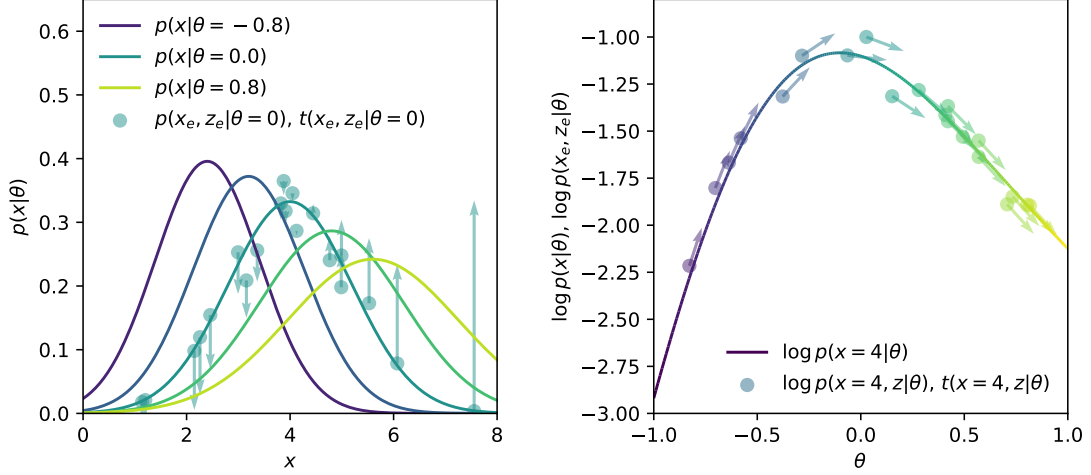 0.6
0.5
0.4
0.3
0.2
0.1
0.0
p(x|θ)
p(x|θ = −0.8)
p(x|θ = 0.0)
p(x|θ = 0.8)
p(x_e, z_e|θ = 0), t(x_e, z_e|θ = 0)
0 2 4 6 8
x
−1.00
−1.25
−1.50
−1.75
−2.00
−2.25
−2.50
−2.75
−3.00
log p(x|θ), log p(x_e, z_e|θ)
log p(x = 4|θ)
log p(x = 4, z|θ), t(x = 4, z|θ)
−1.0 −0.5 0.0 0.5 1.0
θ